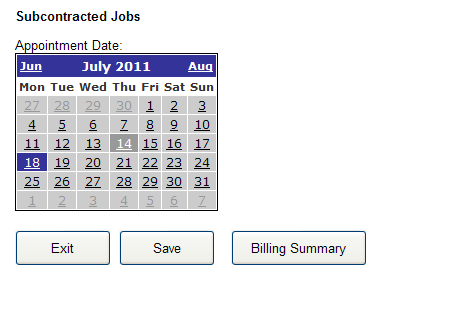 Subcontracted Jobs
Appointment Date:
Jun July 2011 Aug
Mon Tue Wed Thu Fri Sat Sun
27 28 29 30 1 2 3
4 5 6 7 8 9 10
11 12 13 14 15 16 17
18 19 20 21 22 23 24
25 26 27 28 29 30 31
1 2 3 4 5 6 7
Exit Save Billing Summary